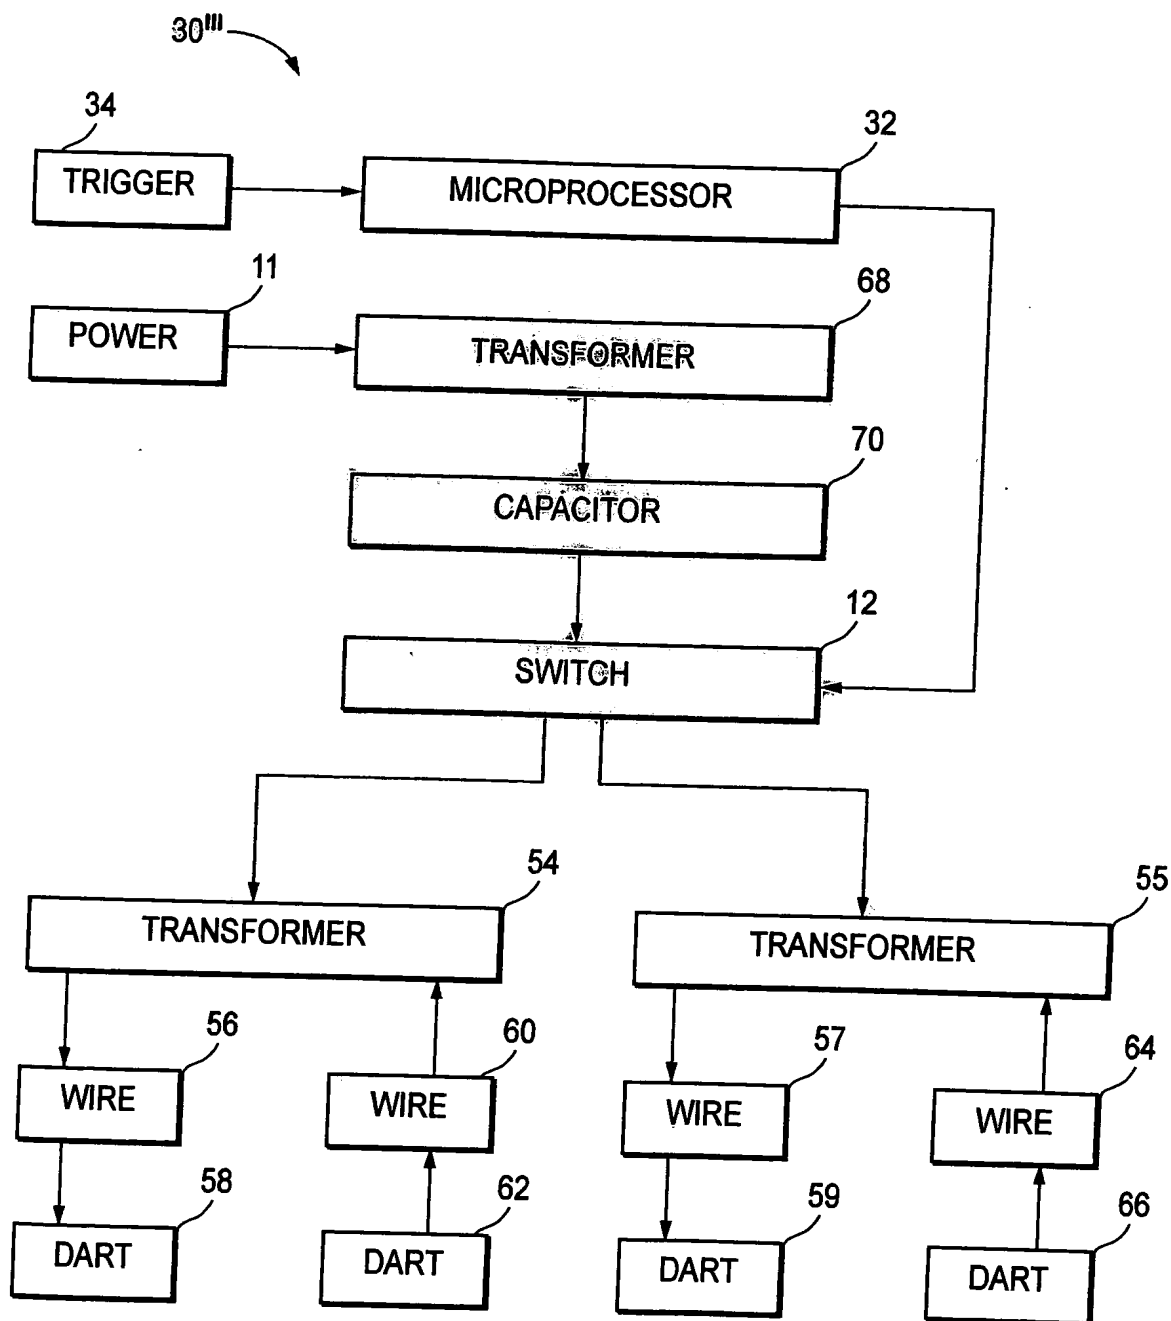 30'''
34
TRIGGER
32
MICROPROCESSOR
11
POWER
68
TRANSFORMER
70
CAPACITOR
12
SWITCH
54
TRANSFORMER
55
TRANSFORMER
56
WIRE
60
WIRE
57
WIRE
64
WIRE
58
DART
62
DART
59
DART
66
DART